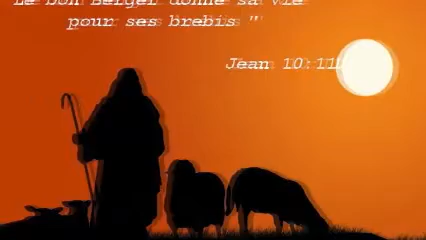 Le bon Berger donne sa vie
pour ses brebis "
Jean 10:11